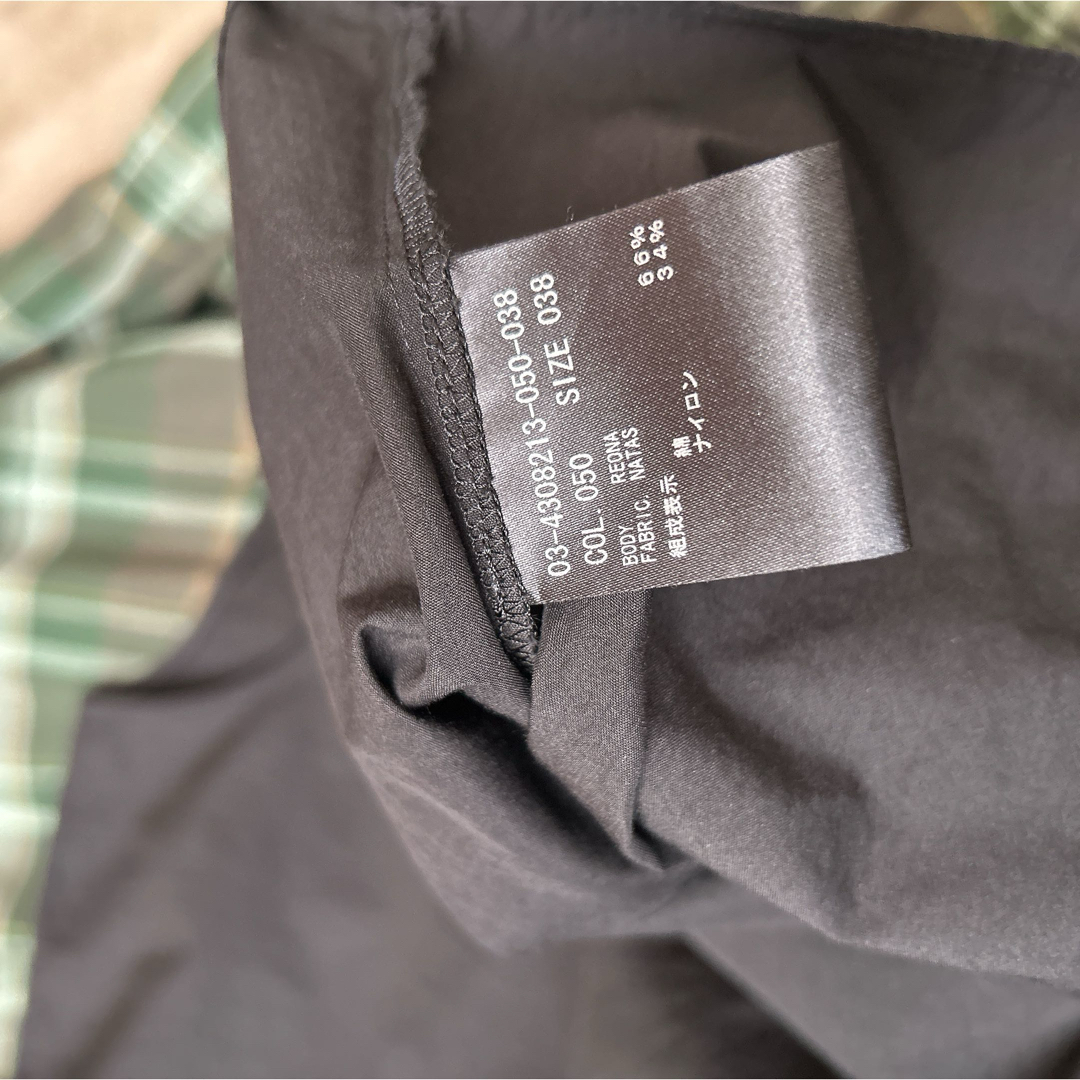 03-4308213-050-038
COL. 050 SIZE 038
BODY REDNA
FABRIC. NATAS
組成表示 綿 66%
ナイロン 34%